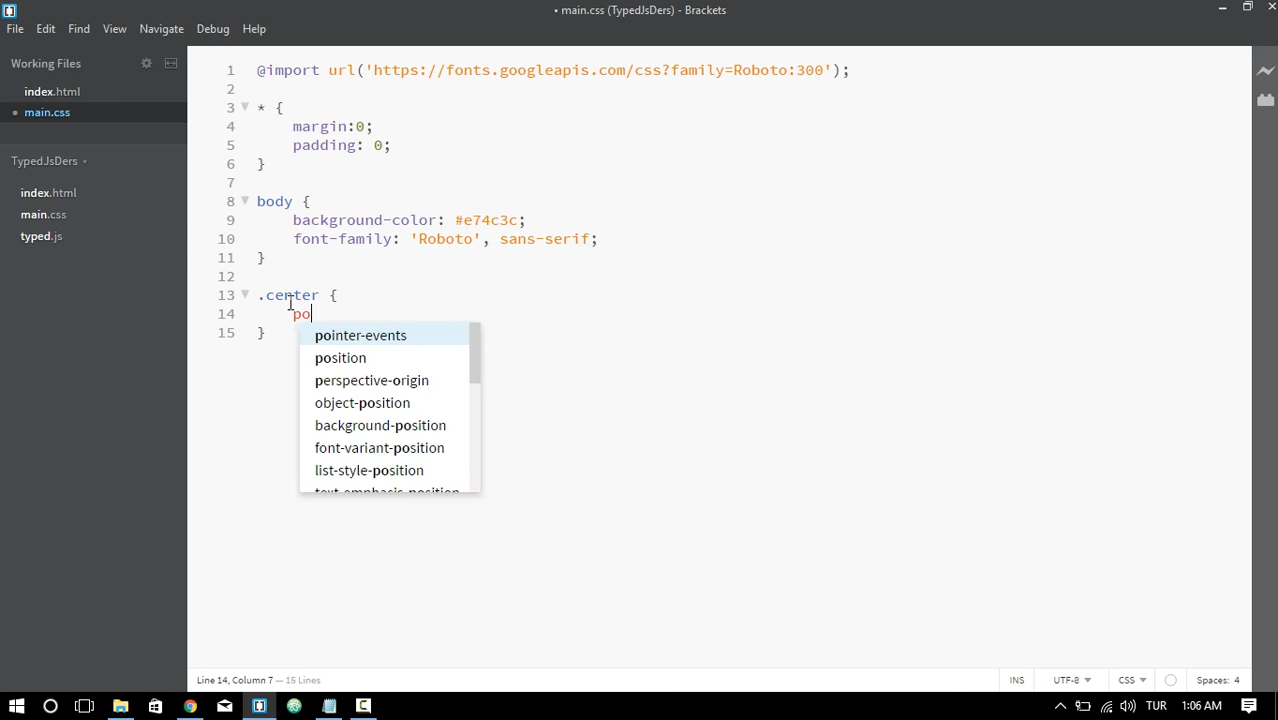 • main.css (TypedJsDers) - Brackets
File Edit Find View Navigate Debug Help
Working Files
index.html
• main.css
TypedJsDers
index.html
main.css
typed.js
1 @import url('https://fonts.googleapis.com/css?family=Roboto:300');
2
3 * {
4 margin:0;
5 padding: 0;
6 }
7
8 body {
9 background-color: #e74c3c;
10 font-family: 'Roboto', sans-serif;
11 }
12
13 .center {
14 po
15 }
pointer-events
position
perspective-origin
object-position
background-position
font-variant-position
list-style-position
text-emphasis-position
Line 14, Column 7 — 15 Lines
INS UTF-8 CSS Spaces: 4
TUR 1:06 AM